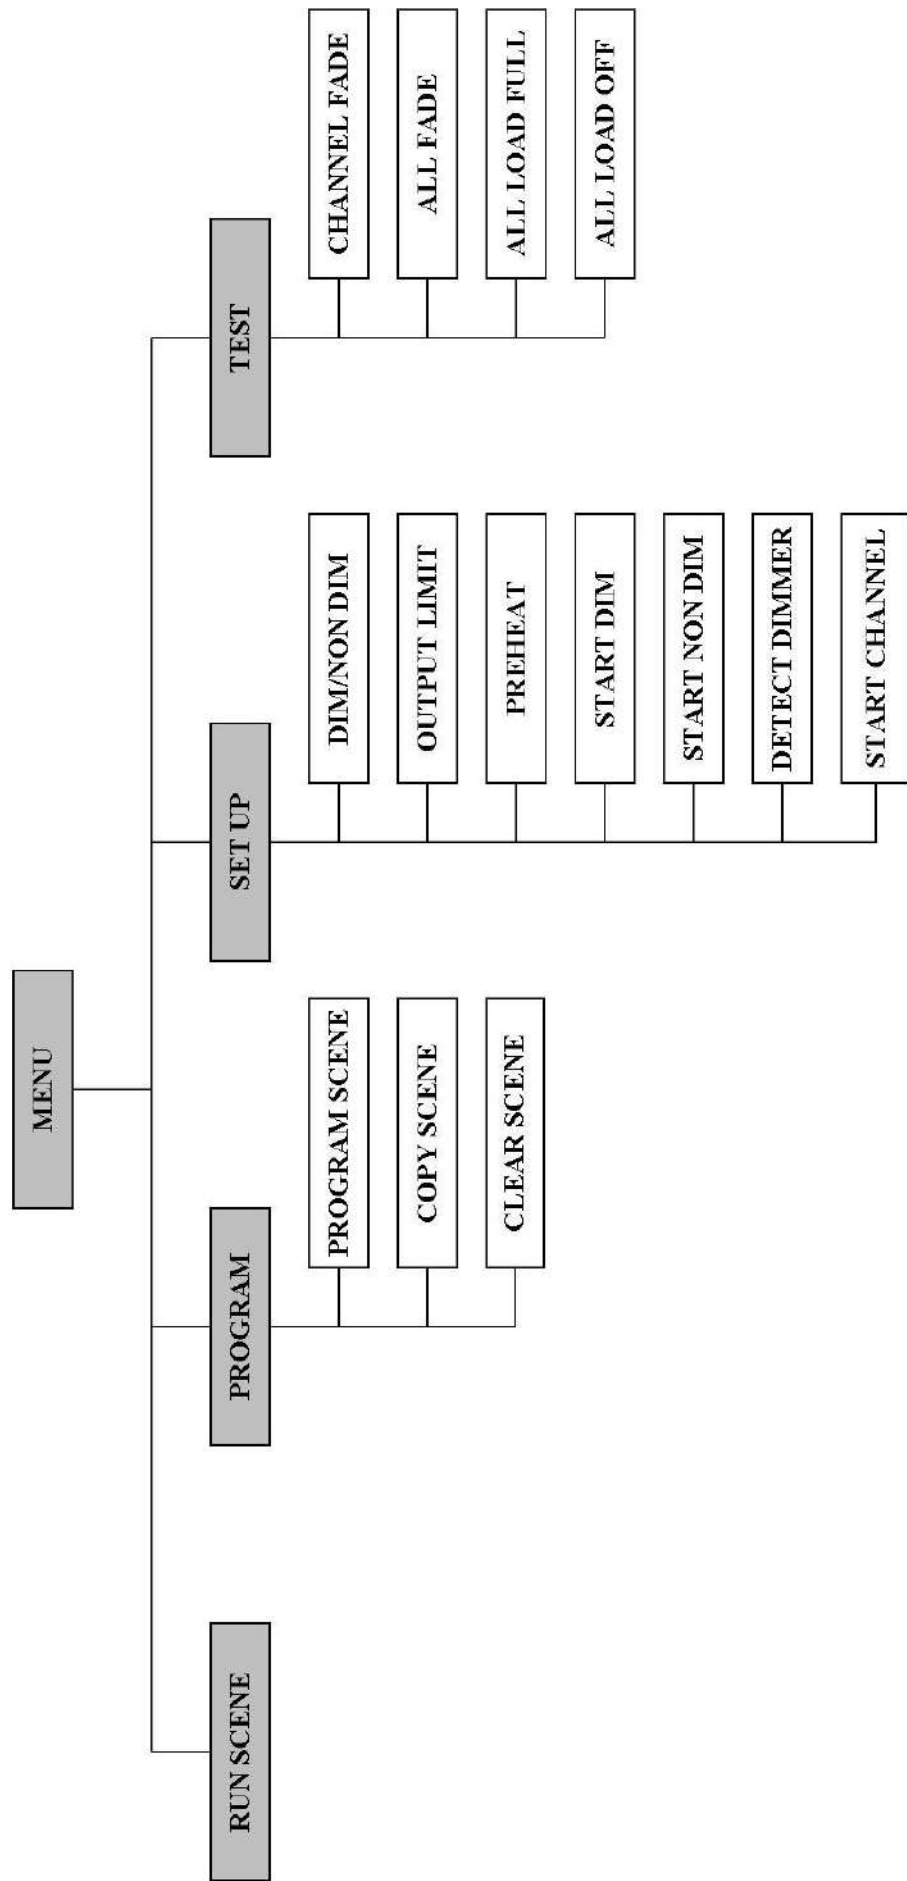 MENU
RUN SCENE
PROGRAM
PROGRAM SCENE
COPY SCENE
CLEAR SCENE
SET UP
DIM/NON DIM
OUTPUT LIMIT
PREHEAT
START DIM
START NON DIM
DETECT DIMMER
START CHANNEL
TEST
CHANNEL FADE
ALL FADE
ALL LOAD FULL
ALL LOAD OFF